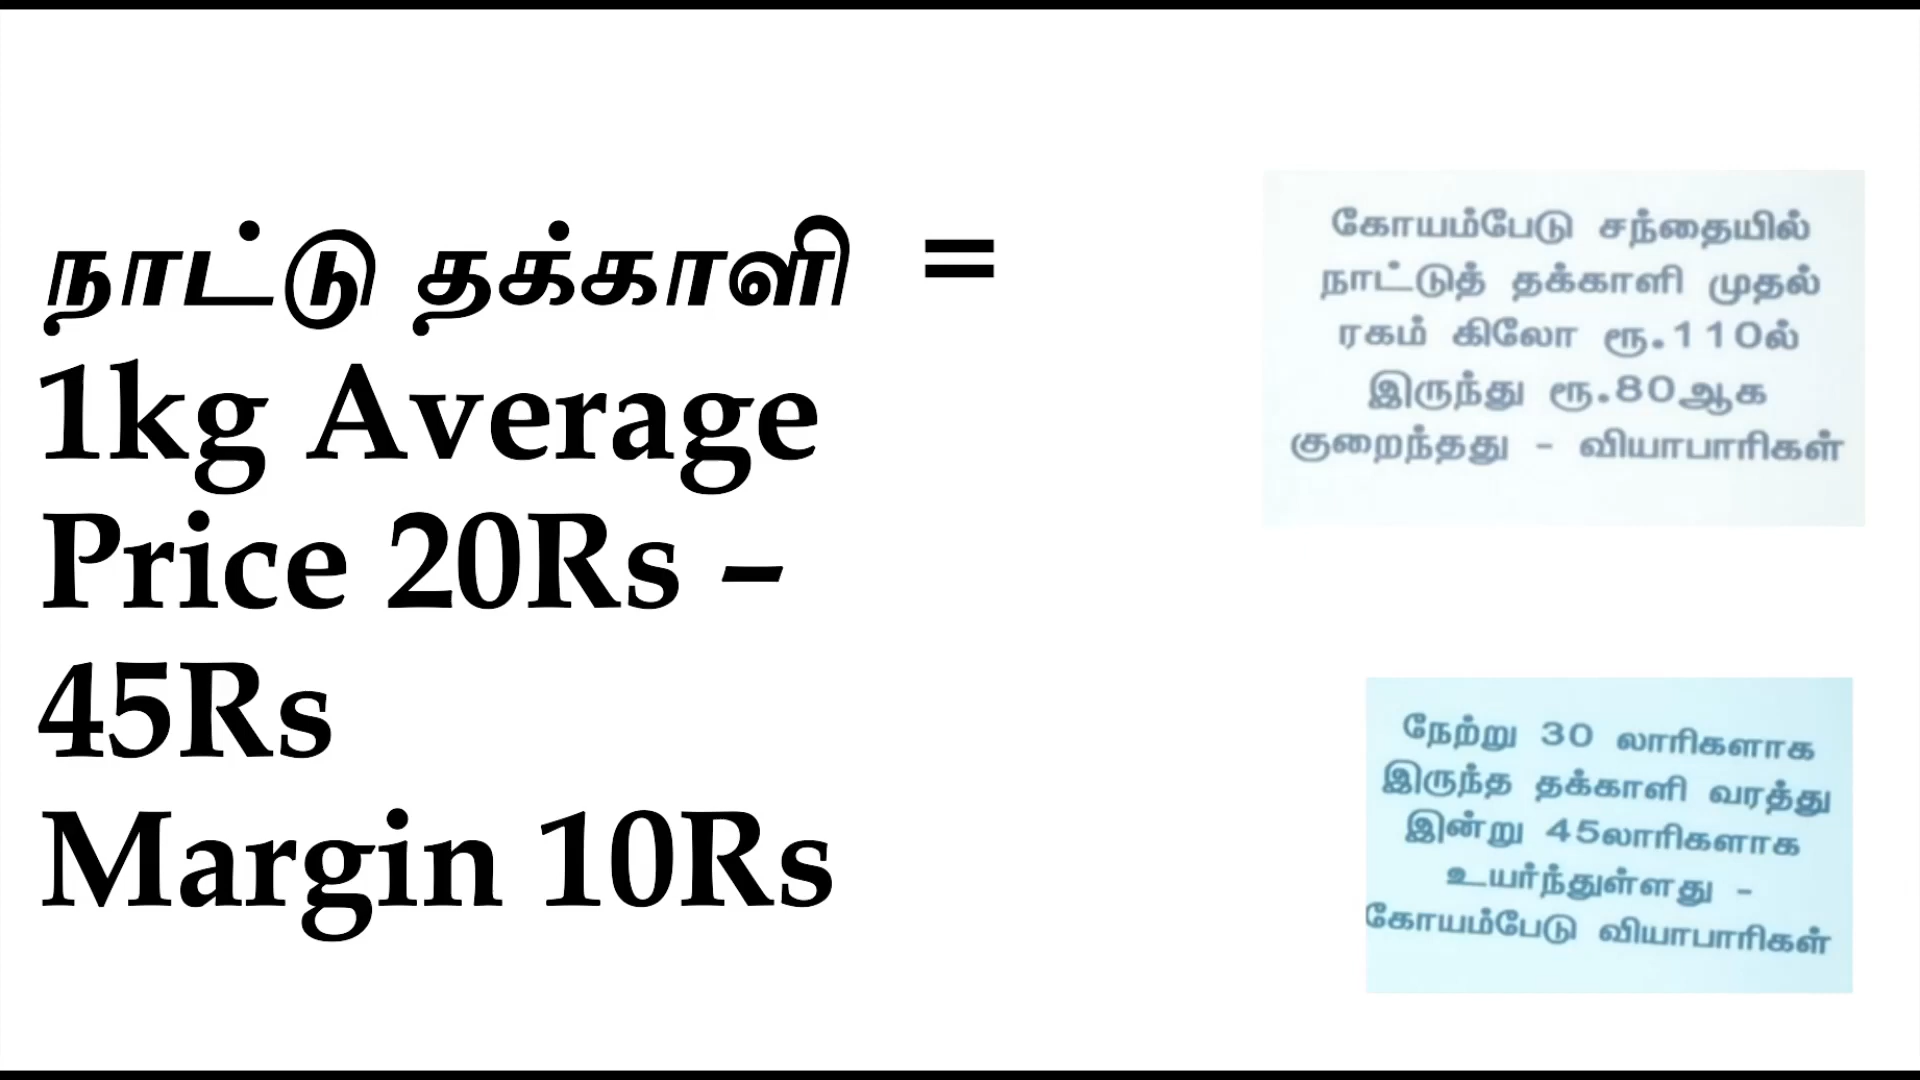 நாட்டு தக்காளி =
1kg Average
Price 20Rs –
45Rs
Margin 10Rs
கோயம்பேடு சந்தையில்
நாட்டுத் தக்காளி முதல்
ரகம் கிலோ ரூ.110ல்
இருந்து ரூ.80ஆக
குறைந்தது - வியாபாரிகள்
நேற்று 30 லாரிகளாக
இருந்த தக்காளி வரத்து
இன்று 45லாரிகளாக
உயர்ந்துள்ளது -
கோயம்பேடு வியாபாரிகள்